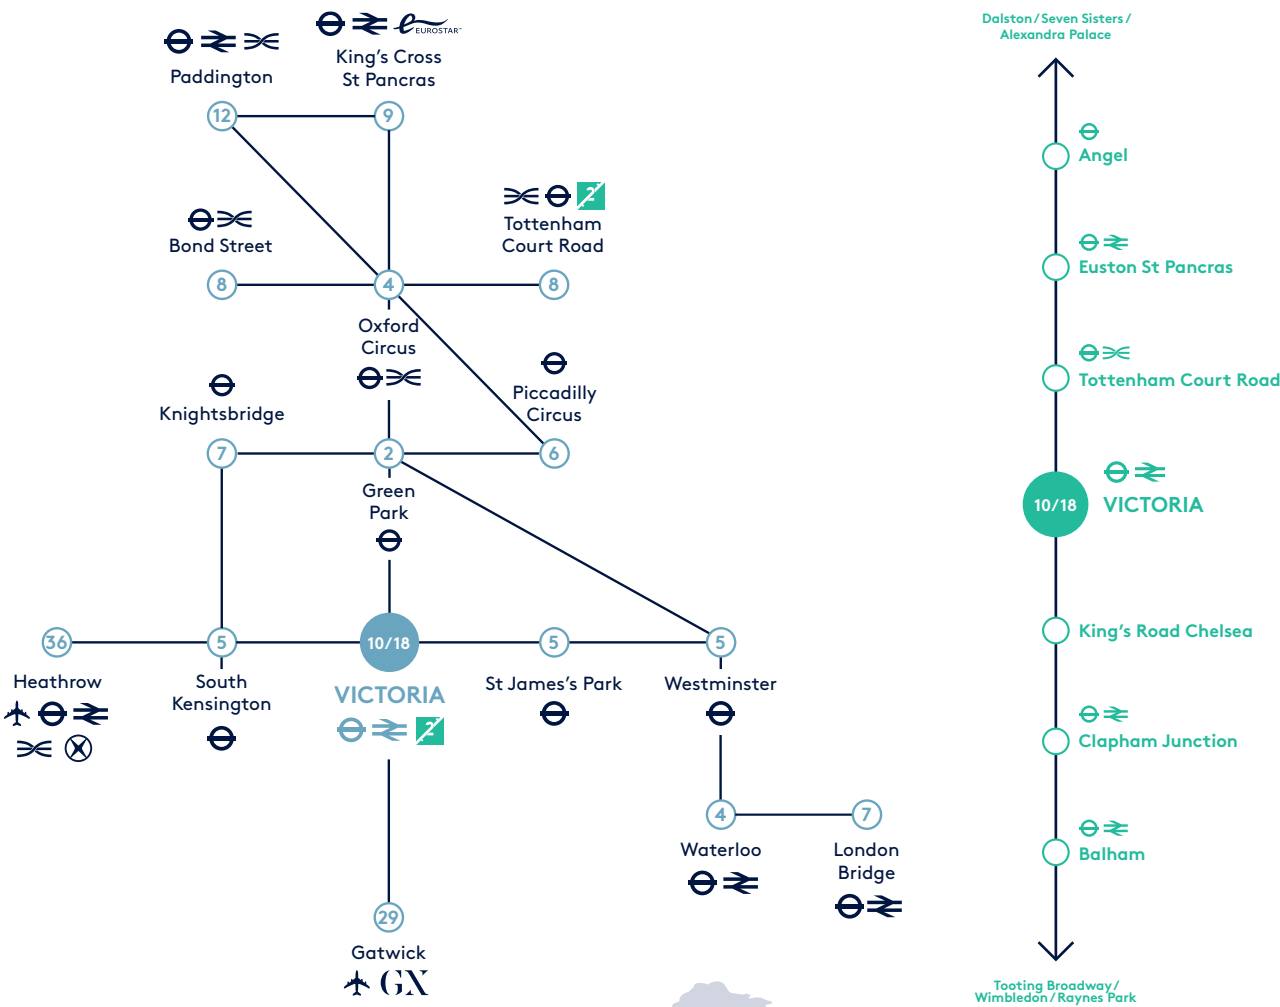 EUROSTAR
Paddington
King's Cross
St Pancras
12
9
2
Bond Street
Tottenham
Court Road
8
4
8
Oxford
Circus
Knightsbridge
Piccadilly
Circus
7
2
6
Green
Park
36
5
10/18
5
5
Heathrow
South
Kensington
VICTORIA
2
St James's Park
Westminster
4
7
Waterloo
London
Bridge
29
Gatwick
GX
Dalston / Seven Sisters /
Alexandra Palace
Angel
Euston St Pancras
Tottenham Court Road
10/18
VICTORIA
King's Road Chelsea
Clapham Junction
Balham
Tooting Broadway /
Wimbledon / Raynes Park